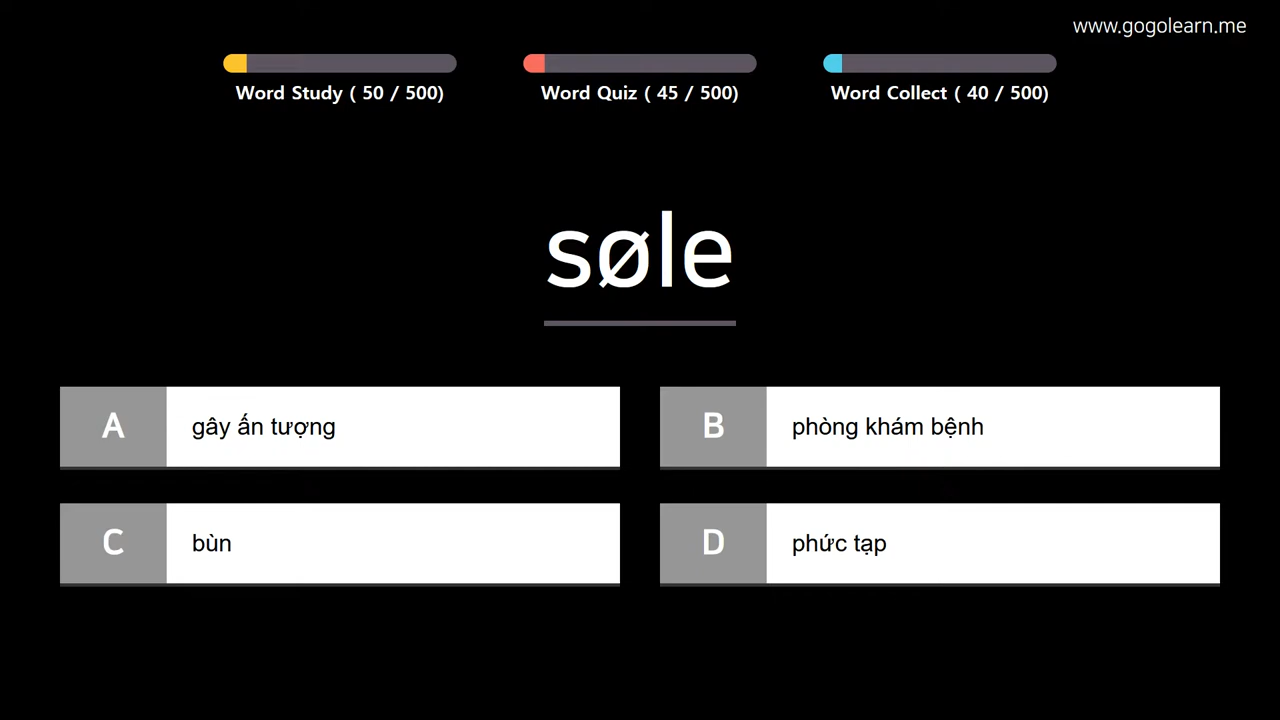 www.gogolearn.me
Word Study ( 50 / 500)
Word Quiz ( 45 / 500)
Word Collect ( 40 / 500)
søle
A
gây ấn tượng
B
phòng khám bệnh
C
bùn
D
phức tạp